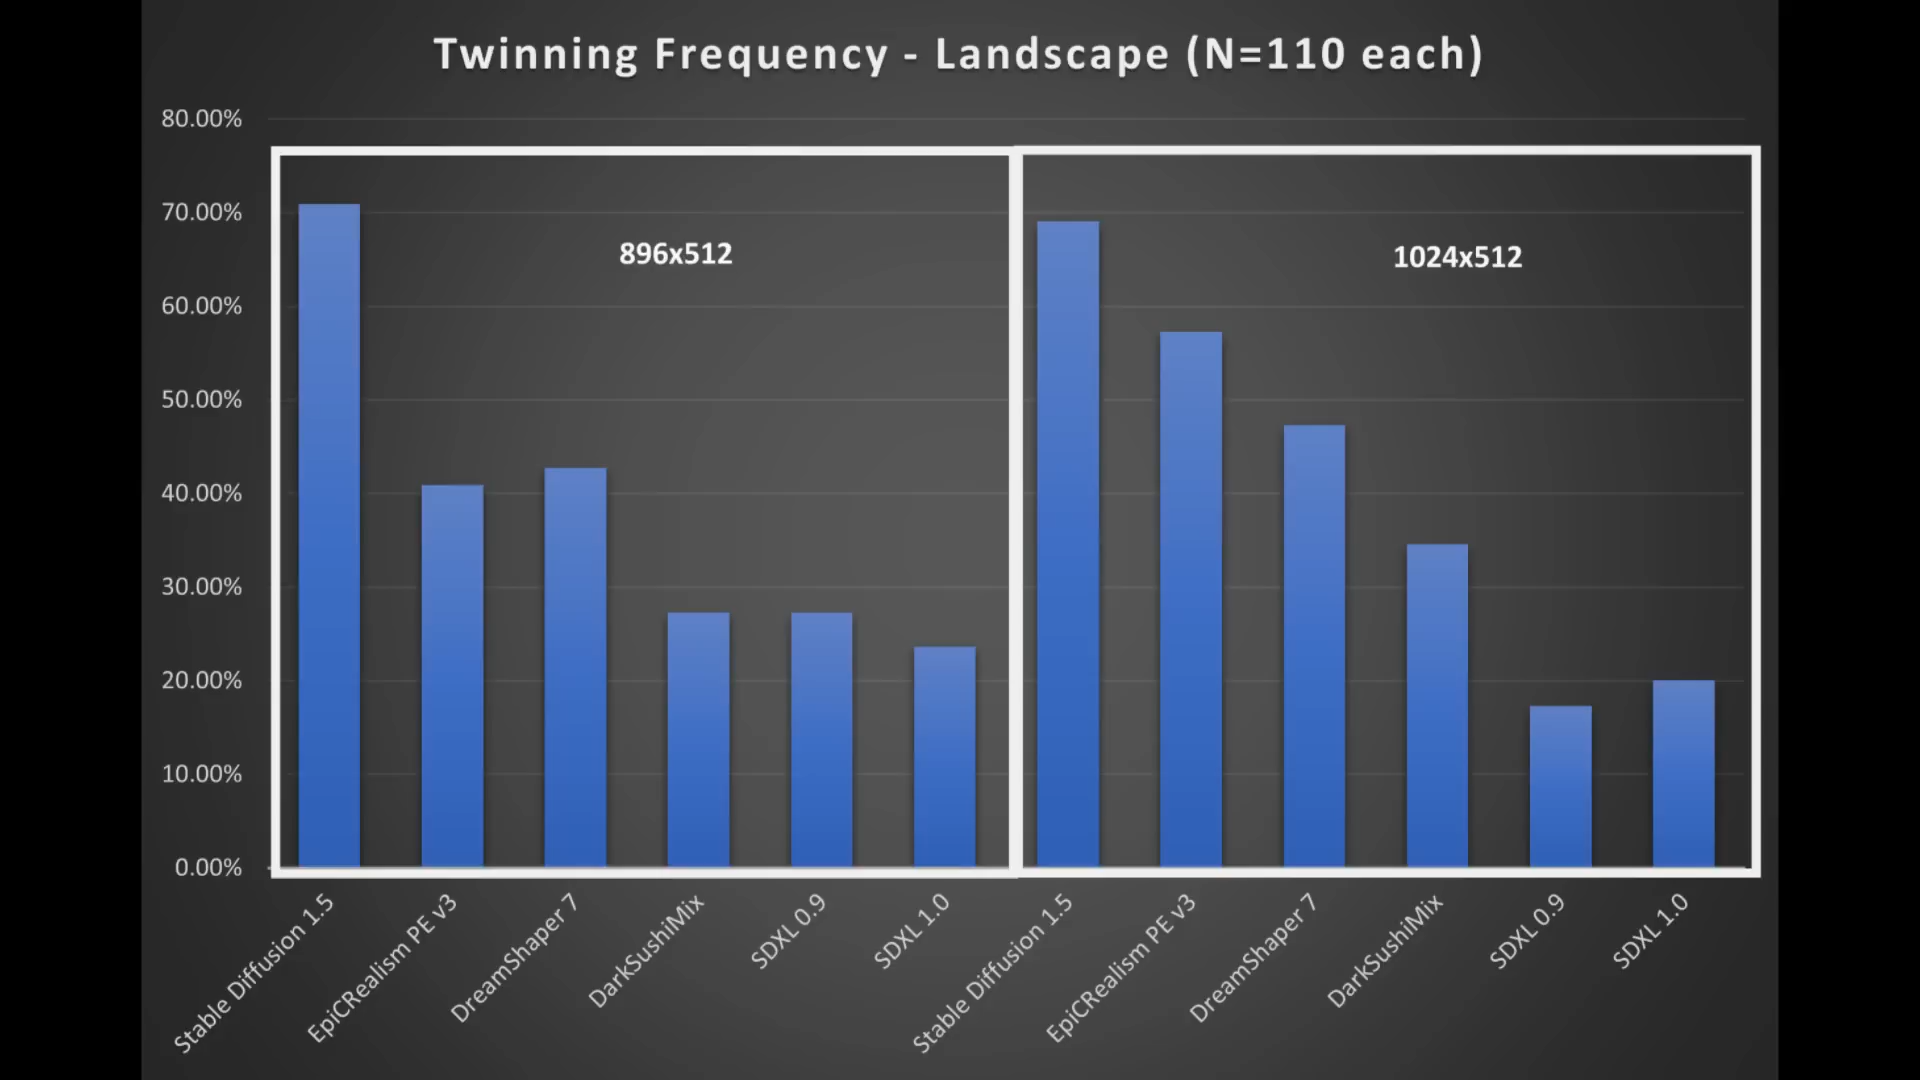 Twinning Frequency - Landscape (N=110 each)
80.00%
70.00%
60.00%
50.00%
40.00%
30.00%
20.00%
10.00%
0.00%
896x512
1024x512
Stable Diffusion 1.5
EpiCRealism PE v3
DreamShaper 7
DarkSushiMix
SDXL 0.9
SDXL 1.0
Stable Diffusion 1.5
EpiCRealism PE v3
DreamShaper 7
DarkSushiMix
SDXL 0.9
SDXL 1.0